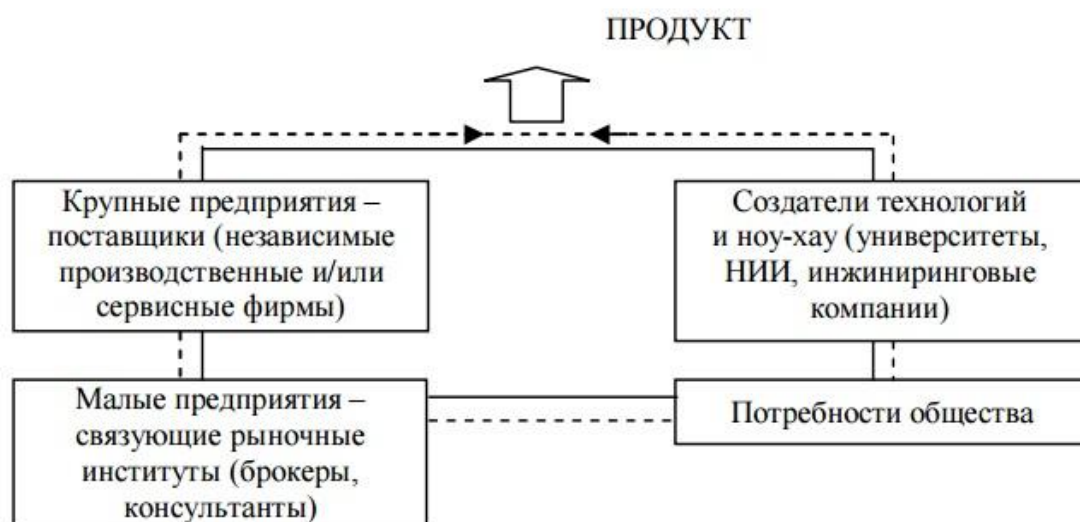 ПРОДУКТ
Крупные предприятия –
поставщики (независимые
производственные и/или
сервисные фирмы)
Создатели технологий
и ноу-хау (университеты,
НИИ, инжиниринговые
компании)
Малые предприятия –
связующие рыночные
институты (брокеры,
консультанты)
Потребности общества